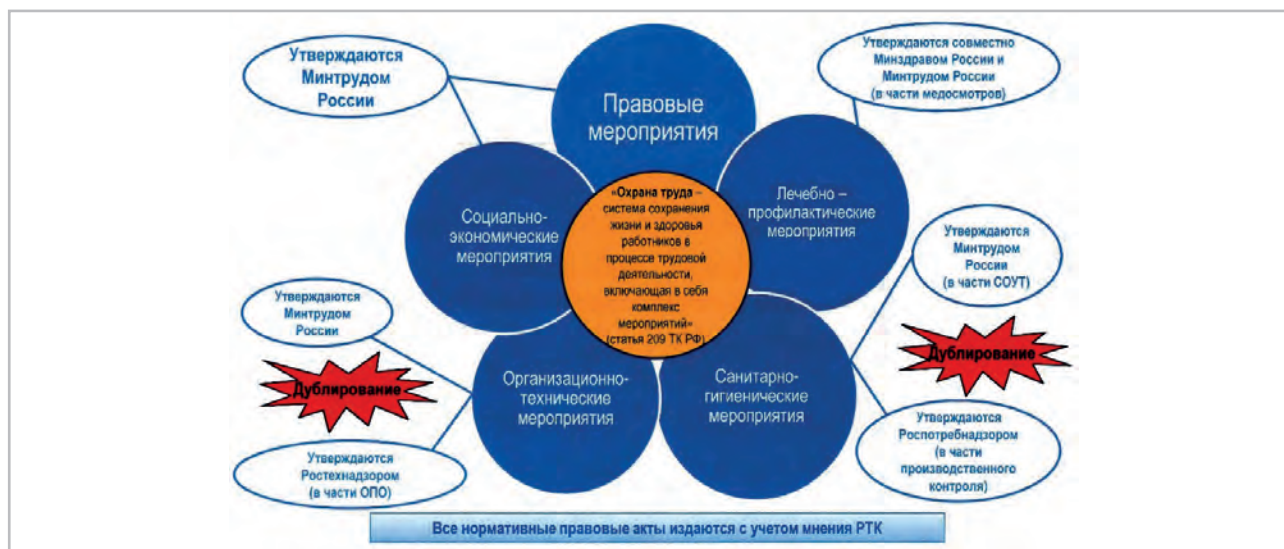 Утверждаются
Минтрудом
России
Правовые
мероприятия
Утверждаются совместно
Минздравом России и
Минтрудом России
(в части медосмотров)
Социально-
экономические
мероприятия
«Охрана труда –
система сохранения
жизни и здоровья
работников в
процессе трудовой
деятельности,
включающая в себя
комплекс
мероприятий»
(статья 209 ТК РФ)
Лечебно –
профилактические
мероприятия
Утверждаются
Минтрудом
России
(в части СОУТ)
Утверждаются
Минтрудом
России
Дублирование
Дублирование
Организационно-
технические
мероприятия
Санитарно-
гигиенические
мероприятия
Утверждаются
Ростехнадзором
(в части ОПО)
Утверждаются
Роспотребнадзором
(в части
производственного
контроля)
Все нормативные правовые акты издаются с учетом мнения РТК